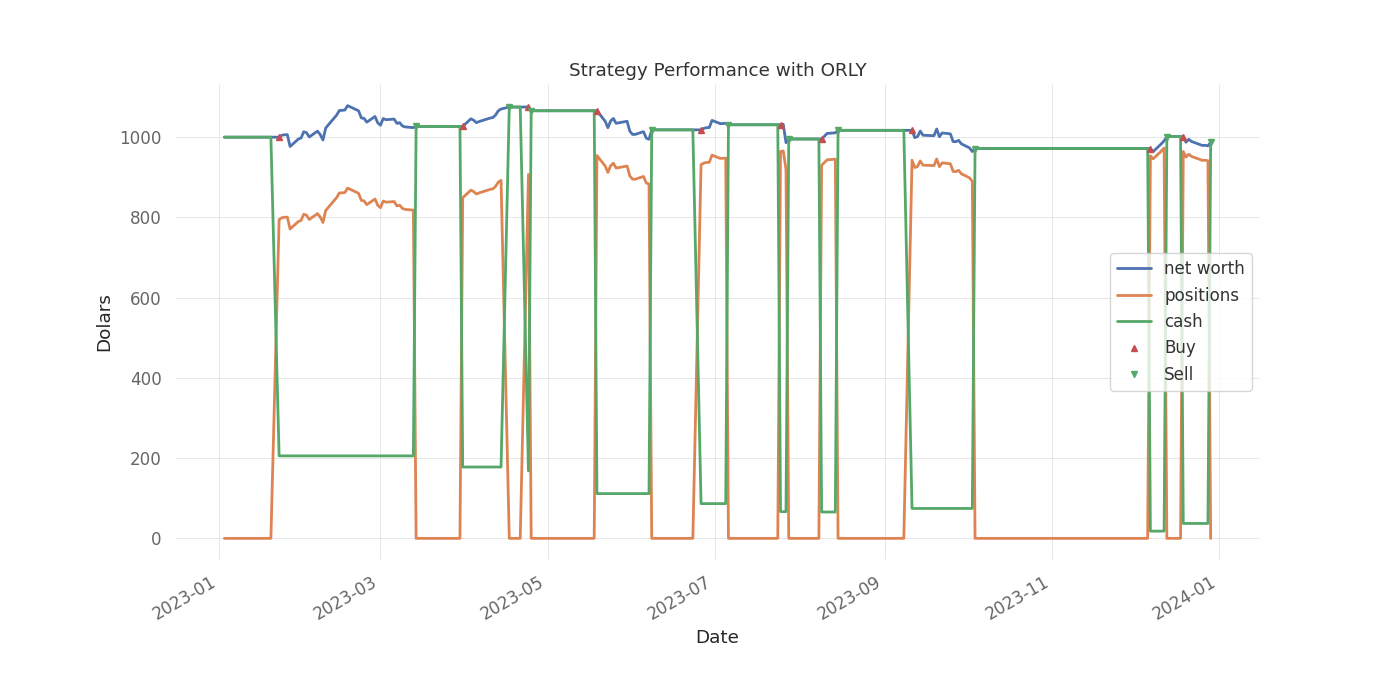 Strategy Performance with ORLY
Dolars
1000
800
600
400
200
0
net worth
positions
cash
Buy
Sell
2023-01
2023-03
2023-05
2023-07
2023-09
2023-11
2024-01
Date